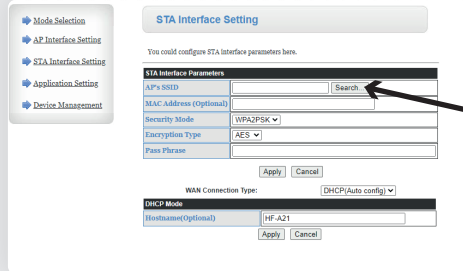 Mode Selection
AP Interface Setting
STA Interface Setting
Application Setting
Device Management
STA Interface Setting
You could configure STA interface parameters here.
STA Interface Parameters
AP's SSID Search...
MAC Address (Optional)
Security Mode WPA2PSK
Encryption Type AES
Pass Phrase
Apply Cancel
WAN Connection Type: DHCP(Auto config)
DHCP Mode
Hostname(Optional) HF-A21
Apply Cancel